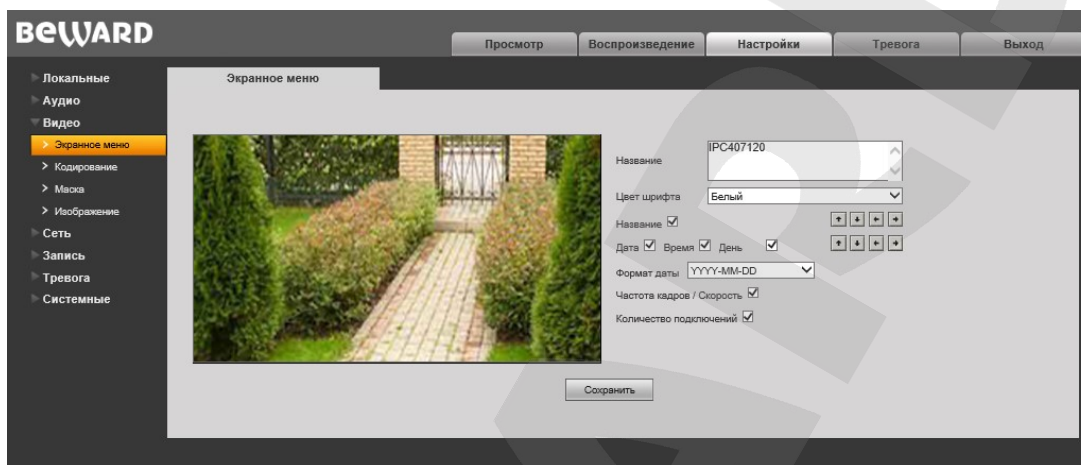 BEWARD
Просмотр Воспроизведение Настройки Тревога Выход
Локальные
Аудио
Видео
Экранное меню
Кодирование
Маска
Изображение
Сеть
Запись
Тревога
Системные
Экранное меню
Название IPC407120
Цвет шрифта Белый
Название
Дата Время День
Формат даты YYYY-MM-DD
Частота кадров / Скорость
Количество подключений
Сохранить